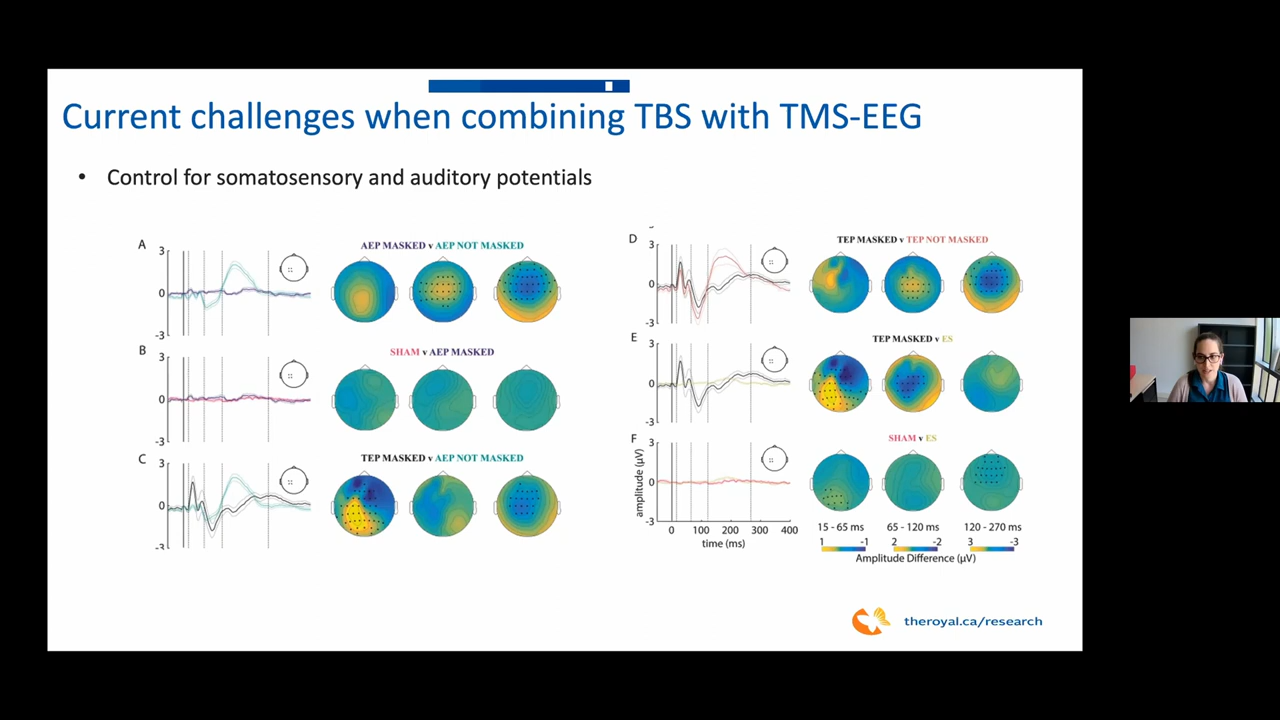 Current challenges when combining TBS with TMS-EEG
• Control for somatosensory and auditory potentials
A
3
0
-3
AEP MASKED v AEP NOT MASKED
B
3
0
-3
SHAM v AEP MASKED
C
3
0
-3
TEP MASKED v AEP NOT MASKED
D
3
0
-3
TEP MASKED v TEP NOT MASKED
E
3
0
-3
TEP MASKED v ES
F
3
0
-3
amplitude (µV)
0 100 200 300 400
time (ms)
SHAM v ES
15 - 65 ms 65 - 120 ms 120 - 270 ms
1 -1 2 -2 3 -3
Amplitude Difference (µV)
theroyal.ca/research